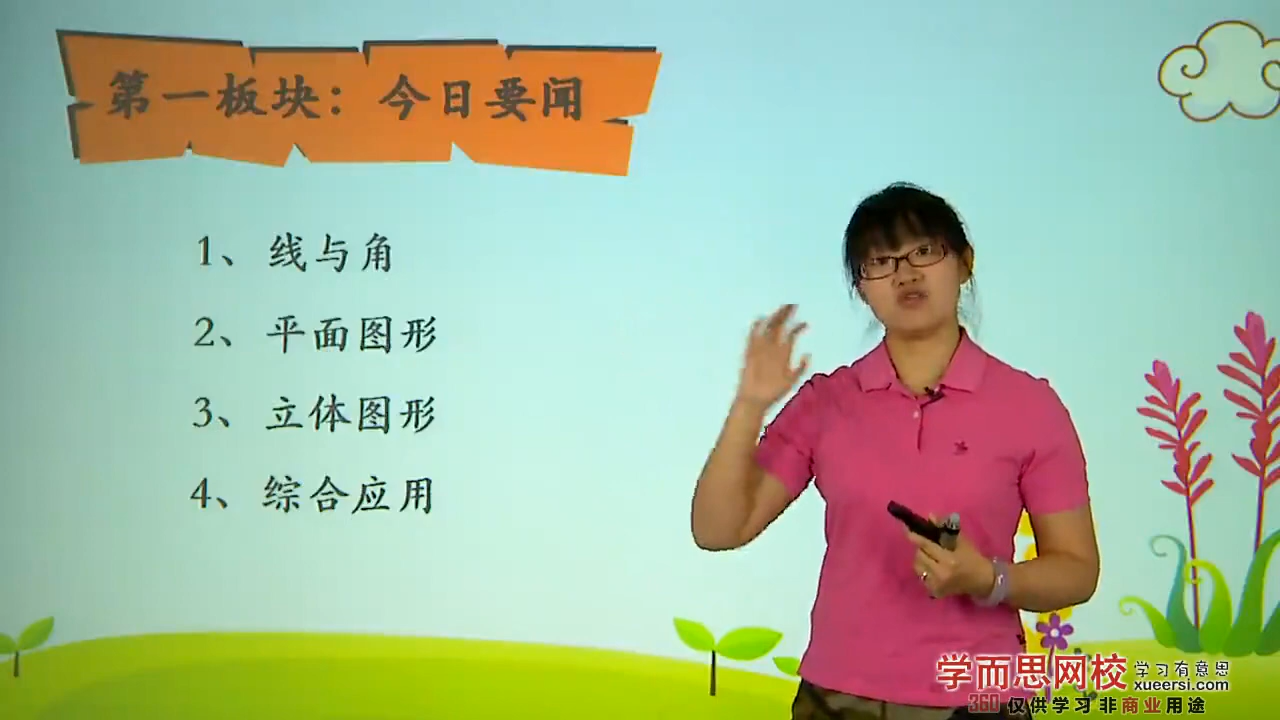 第一板块：今日要闻
1、线与角
2、平面图形
3、立体图形
4、综合应用
学而思网校 学习有意思
xueersi.com
360 仅供学习非商业用途